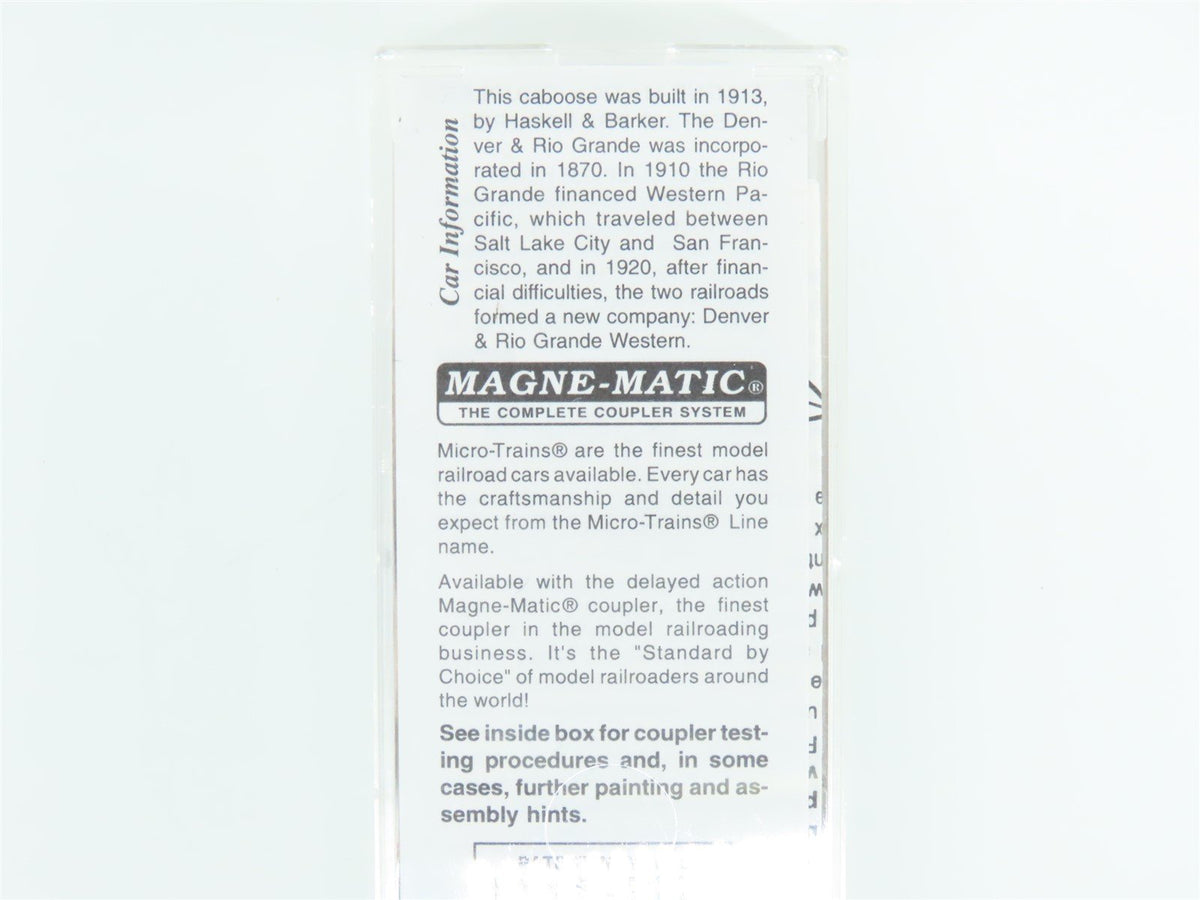 Car Information
This caboose was built in 1913,
by Haskell & Barker. The Den-
ver & Rio Grande was incorpo-
rated in 1870. In 1910 the Rio
Grande financed Western Pa-
cific, which traveled between
Salt Lake City and San Fran-
cisco, and in 1920, after finan-
cial difficulties, the two railroads
formed a new company: Denver
& Rio Grande Western.
MAGNE-MATIC®
THE COMPLETE COUPLER SYSTEM
Micro-Trains® are the finest model
railroad cars available. Every car has
the craftsmanship and detail you
expect from the Micro-Trains® Line
name.
Available with the delayed action
Magne-Matic® coupler, the finest
coupler in the model railroading
business. It's the "Standard by
Choice" of model railroaders around
the world!
See inside box for coupler test-
ing procedures and, in some
cases, further painting and as-
sembly hints.